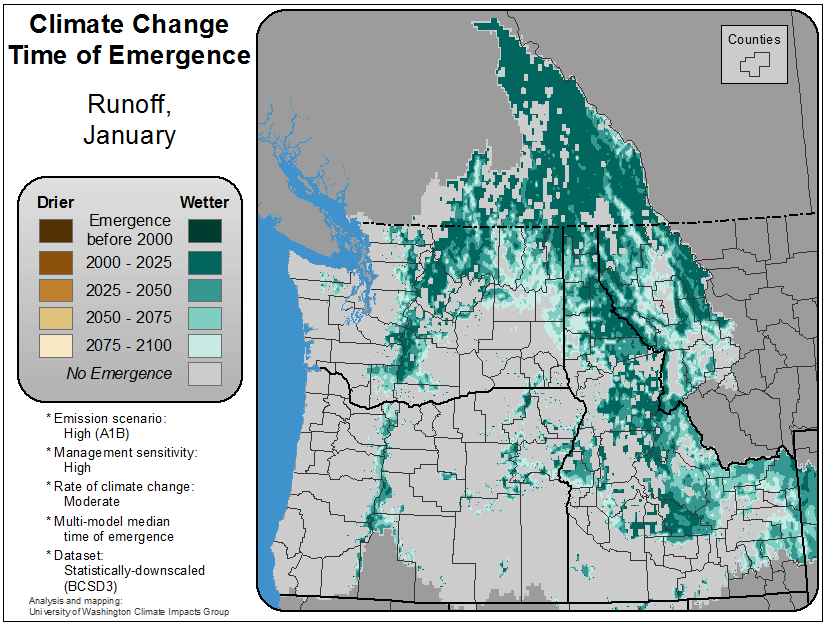 Climate Change
Time of Emergence
Runoff,
January
Drier
Wetter
Emergence
before 2000
2000 - 2025
2025 - 2050
2050 - 2075
2075 - 2100
No Emergence
* Emission scenario:
High (A1B)
* Management sensitivity:
High
* Rate of climate change:
Moderate
* Multi-model median
time of emergence
* Dataset:
Statistically-downscaled
(BCSD3)
Analysis and mapping:
University of Washington Climate Impacts Group
Counties